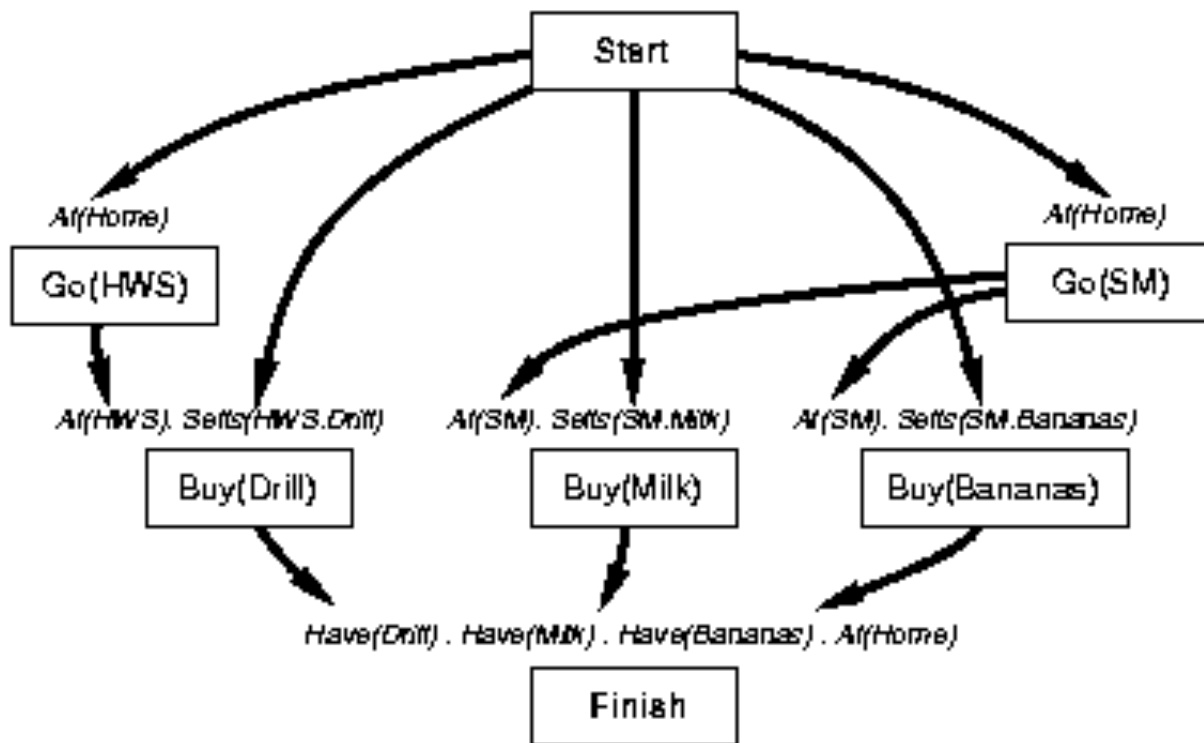 Start
At(Home)
At(Home)
Go(HWS)
Go(SM)
At(HWS). Sells(HWS.Drill)
At(SM). Sells(SM.Milk)
At(SM). Sells(SM.Bananas)
Buy(Drill)
Buy(Milk)
Buy(Bananas)
Have(Drill) . Have(Milk) . Have(Bananas) . At(Home)
Finish